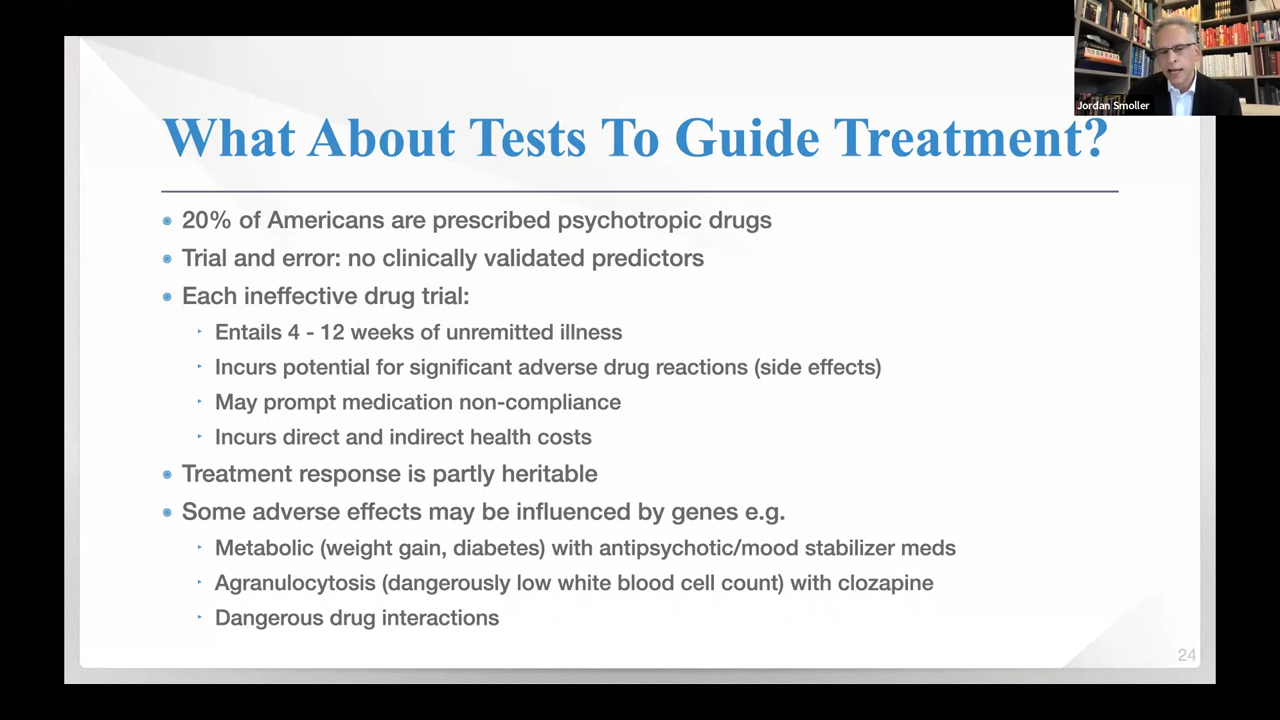 Jordan Smoller
What About Tests To Guide Treatment?
20% of Americans are prescribed psychotropic drugs
Trial and error: no clinically validated predictors
Each ineffective drug trial:
Entails 4 - 12 weeks of unremitted illness
Incurs potential for significant adverse drug reactions (side effects)
May prompt medication non-compliance
Incurs direct and indirect health costs
Treatment response is partly heritable
Some adverse effects may be influenced by genes e.g.
Metabolic (weight gain, diabetes) with antipsychotic/mood stabilizer meds
Agranulocytosis (dangerously low white blood cell count) with clozapine
Dangerous drug interactions
24